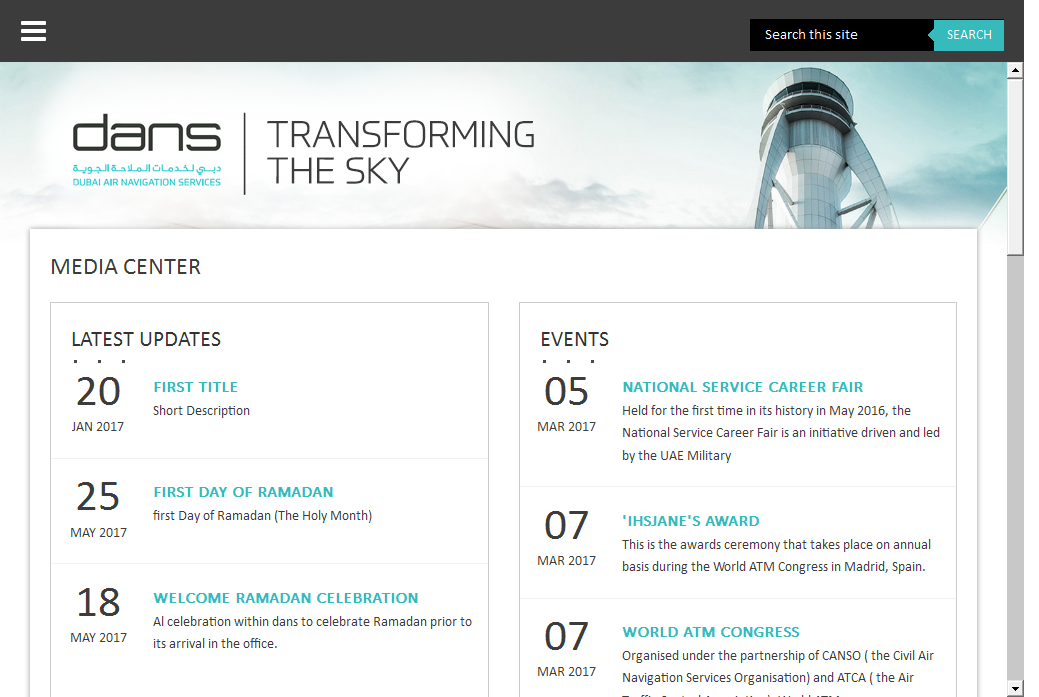 Search this site
SEARCH
dans
دبــي لـخـدمـات الـمـلاحـة الـجـويـة
DUBAI AIR NAVIGATION SERVICES
TRANSFORMING
THE SKY
MEDIA CENTER
LATEST UPDATES
20
JAN 2017
FIRST TITLE
Short Description
25
MAY 2017
FIRST DAY OF RAMADAN
first Day of Ramadan (The Holy Month)
18
MAY 2017
WELCOME RAMADAN CELEBRATION
Al celebration within dans to celebrate Ramadan prior to
its arrival in the office.
EVENTS
05
MAR 2017
NATIONAL SERVICE CAREER FAIR
Held for the first time in its history in May 2016, the
National Service Career Fair is an initiative driven and led
by the UAE Military
07
MAR 2017
'IHSJANE'S AWARD
This is the awards ceremony that takes place on annual
basis during the World ATM Congress in Madrid, Spain.
07
MAR 2017
WORLD ATM CONGRESS
Organised under the partnership of CANSO ( the Civil Air
Navigation Services Organisation) and ATCA ( the Air